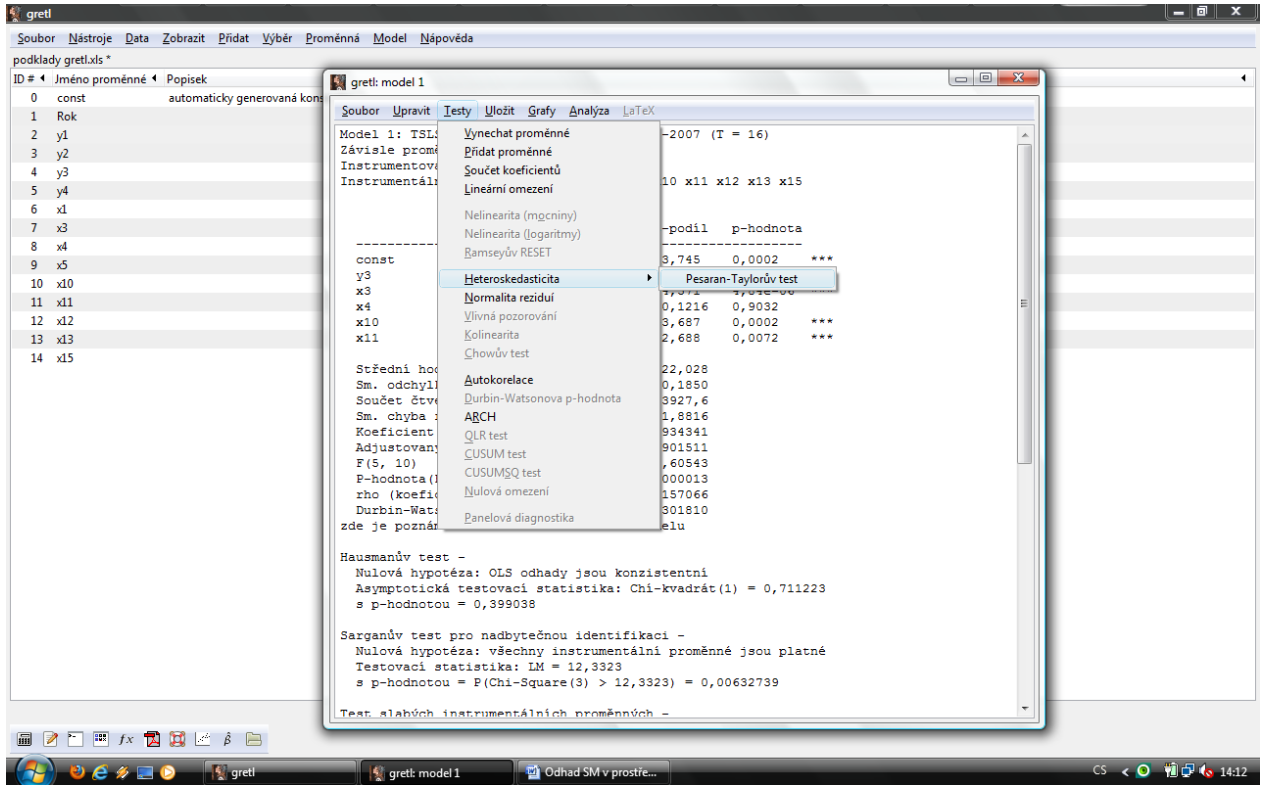 gretl
Soubor Nástroje Data Zobrazit Přidat Výběr Proměnná Model Nápověda
podklady gretl.xls *
ID # Jméno proměnné Popisek
0 const automaticky generovaná kons
1 Rok
2 y1
3 y2
4 y3
5 y4
6 x1
7 x3
8 x4
9 x5
10 x10
11 x11
12 x12
13 x13
14 x15
gretl: model 1
Soubor Upravit Testy Uložit Grafy Analýza LaTeX
Model 1: TSLS -2007 (T = 16)
Závisle promě
Instrumentova
Instrumentáln 10 x11 x12 x13 x15
-podíl p-hodnota
const 3,745 0,0002 ***
y3
x3
x4 0,1216 0,9032
x10 3,687 0,0002 ***
x11 2,688 0,0072 ***
Střední hod 22,028
Sm. odchyl 0,1850
Součet čtve 3927,6
Sm. chyba 1,8816
Koeficient 934341
Adjustovaný 901511
F(5, 10) ,60543
P-hodnota( 000013
rho (koefic 157066
Durbin-Wats 301810
zde je poznám elu
Vynechat proměnné
Přidat proměnné
Součet koeficientů
Lineární omezení
Nelinearita (mocniny)
Nelinearita (logaritmy)
Ramseyův RESET
Heteroskedasticita
Pesaran-Taylorův test
Normalita reziduí
Vlivná pozorování
Kolinearita
Chowův test
Autokorelace
Durbin-Watsonova p-hodnota
ARCH
QLR test
CUSUM test
CUSUMSQ test
Nulová omezení
Panelová diagnostika
Hausmanův test -
Nulová hypotéza: OLS odhady jsou konzistentní
Asymptotická testovací statistika: Chí-kvadrát(1) = 0,711223
s p-hodnotou = 0,399038
Sarganův test pro nadbytečnou identifikaci -
Nulová hypotéza: všechny instrumentální proměnné jsou platné
Testovací statistika: LM = 12,3323
s p-hodnotou = P(Chi-Square(3) > 12,3323) = 0,00632739
Test slabých instrumentálních proměnných -
gretl
gretl: model 1
Odhad SM v prostře...
CS
14:12